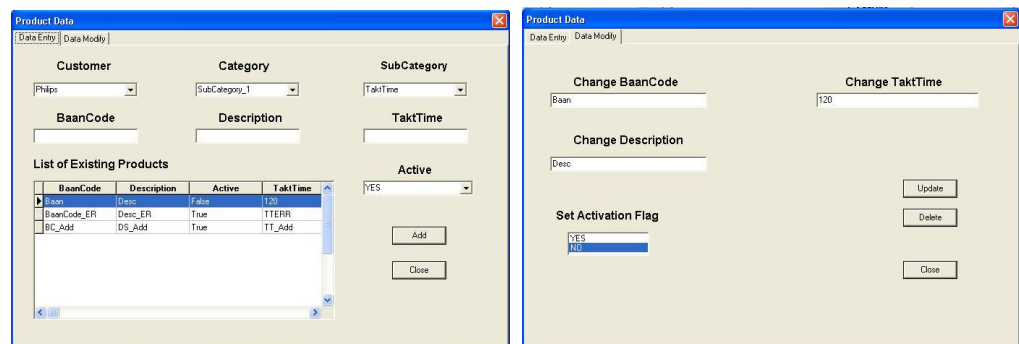 Product Data
Data Entry Data Modify
Customer Category SubCategory
Philips SubCategory_1 TaktTime
BaanCode Description TaktTime
List of Existing Products
Active
YES
BaanCode Description Active TaktTime
Baan Desc False 120
BaanCode_ER Desc_ER True TTERR
BC_Add DS_Add True TT_Add
Add
Close
Product Data
Data Entry Data Modify
Change BaanCode Change TaktTime
Baan 120
Change Description
Desc
Update
Set Activation Flag
Delete
YES
NO
Close